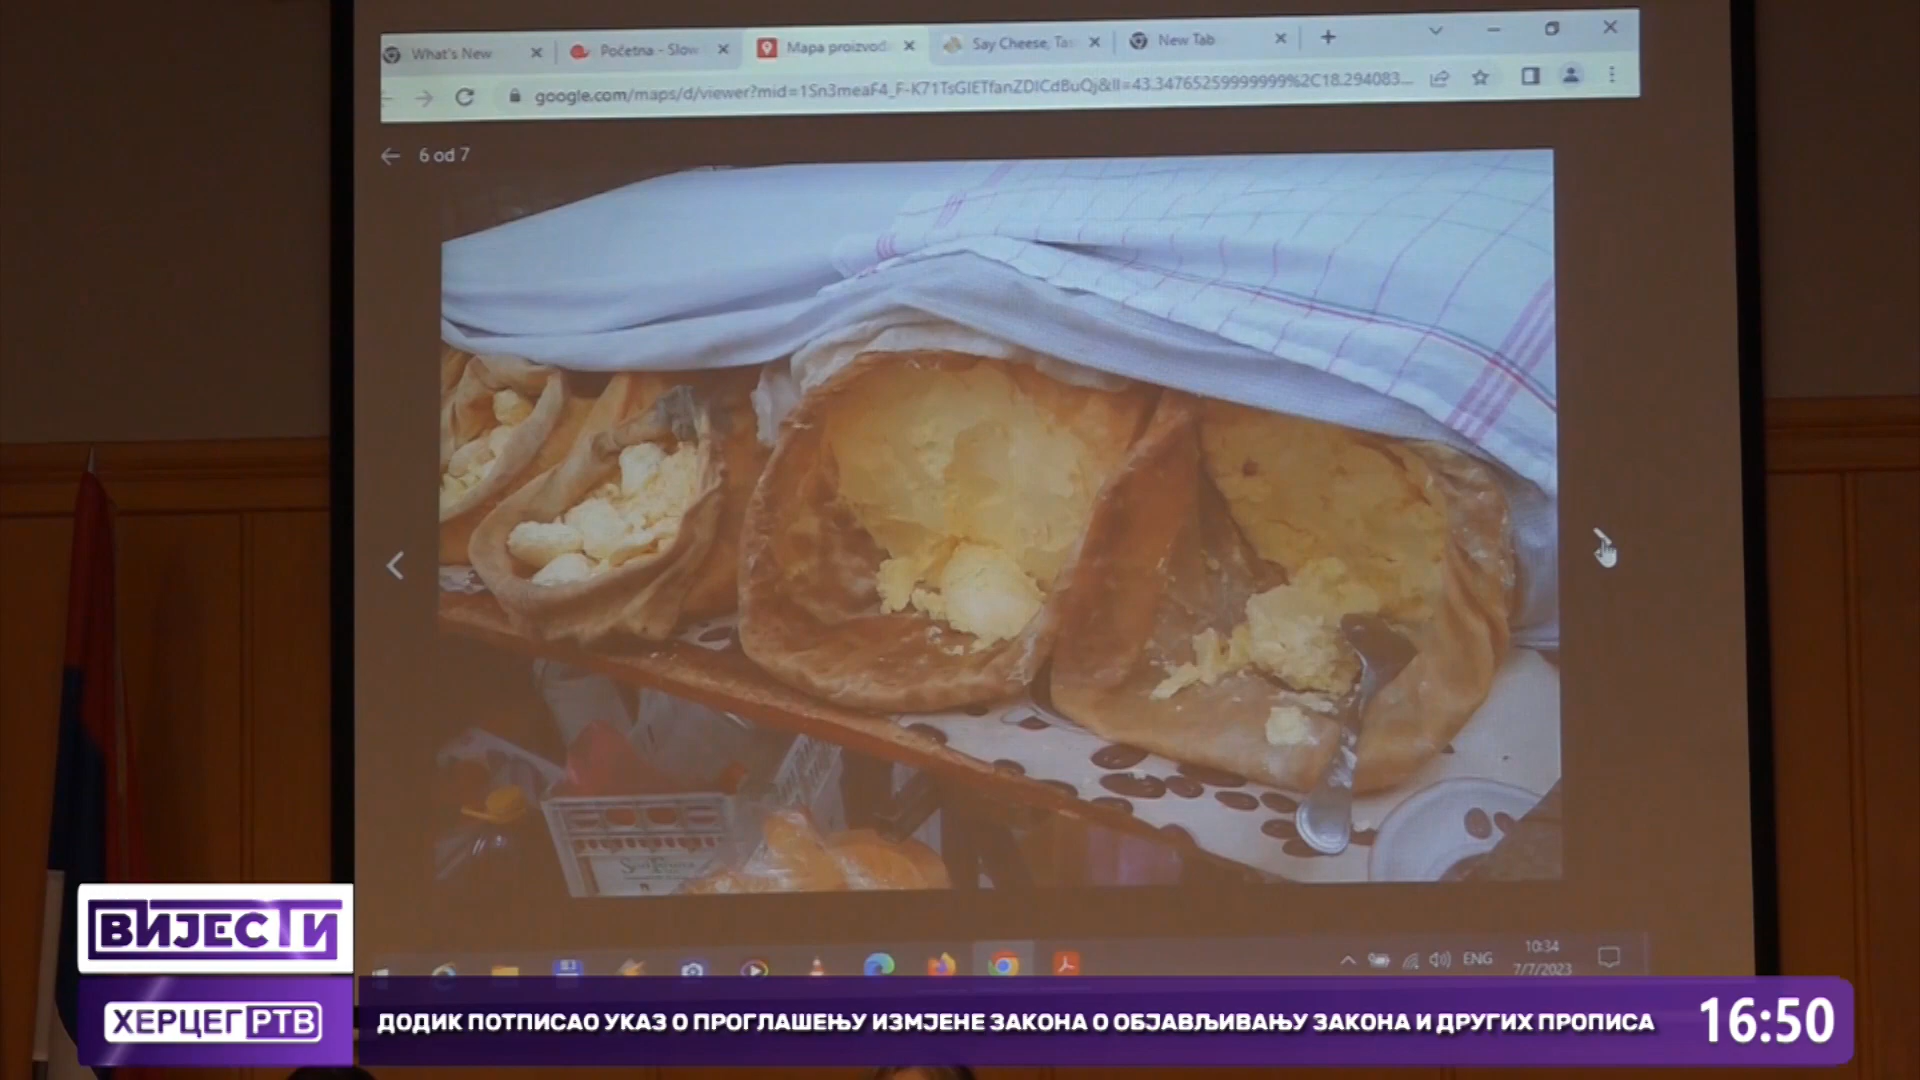 What's New
Početna - Slow
Mapa proizvod
Say Cheese, Tas
New Tab
google.com/maps/d/viewer?mid=1Sn3meaF4_F-K71TsGIETfanZDICdBuQj&ll=43.34765259999999%2C18.294083...
6 od 7
ENG
10:34
7/7/2023
ВИЈЕСТИ
ХЕРЦЕГ РТВ
ДОДИК ПОТПИСАО УКАЗ О ПРОГЛАШЕЊУ ИЗМЈЕНЕ ЗАКОНА О ОБЈАВЉИВАЊУ ЗАКОНА И ДРУГИХ ПРОПИСА
16:50